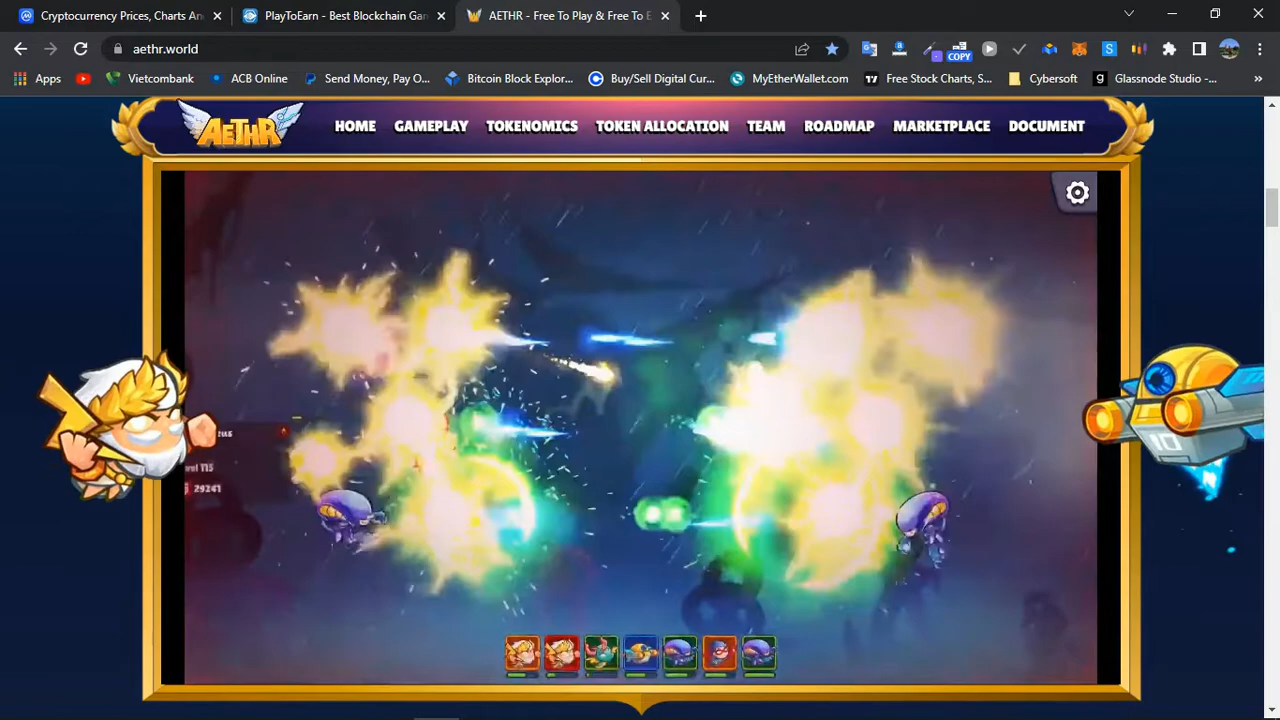 Cryptocurrency Prices, Charts An
PlayToEarn - Best Blockchain Gam
AETHR - Free To Play & Free To E
aethr.world
COPY
Apps
Vietcombank
ACB Online
Send Money, Pay O...
Bitcoin Block Explor...
Buy/Sell Digital Cur...
MyEtherWallet.com
Free Stock Charts, S...
Cybersoft
Glassnode Studio -...
AETHR
HOME
GAMEPLAY
TOKENOMICS
TOKEN ALLOCATION
TEAM
ROADMAP
MARKETPLACE
DOCUMENT
115
29241